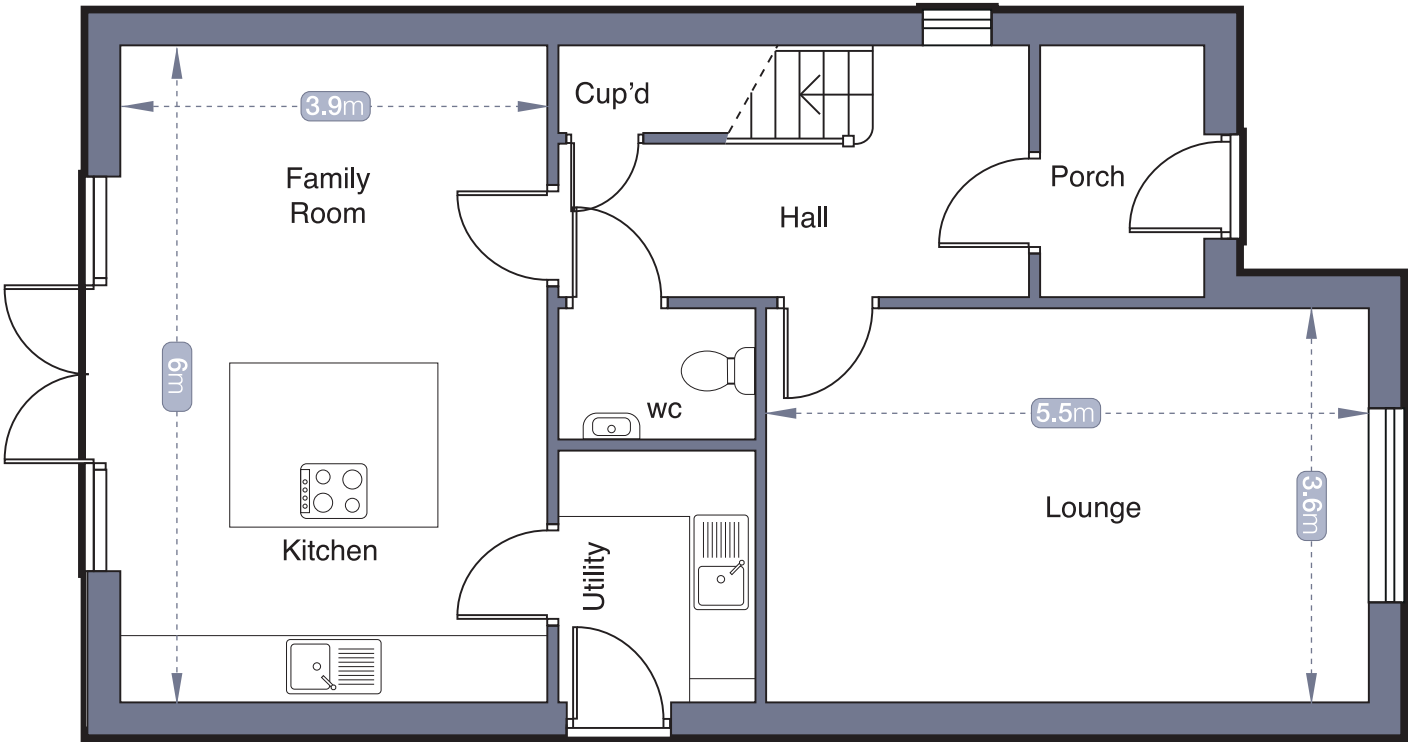 Cup’d
3.9m
Family
Room
Porch
Hall
6m
wc
5.5m
3.6m
Lounge
Kitchen
Utility